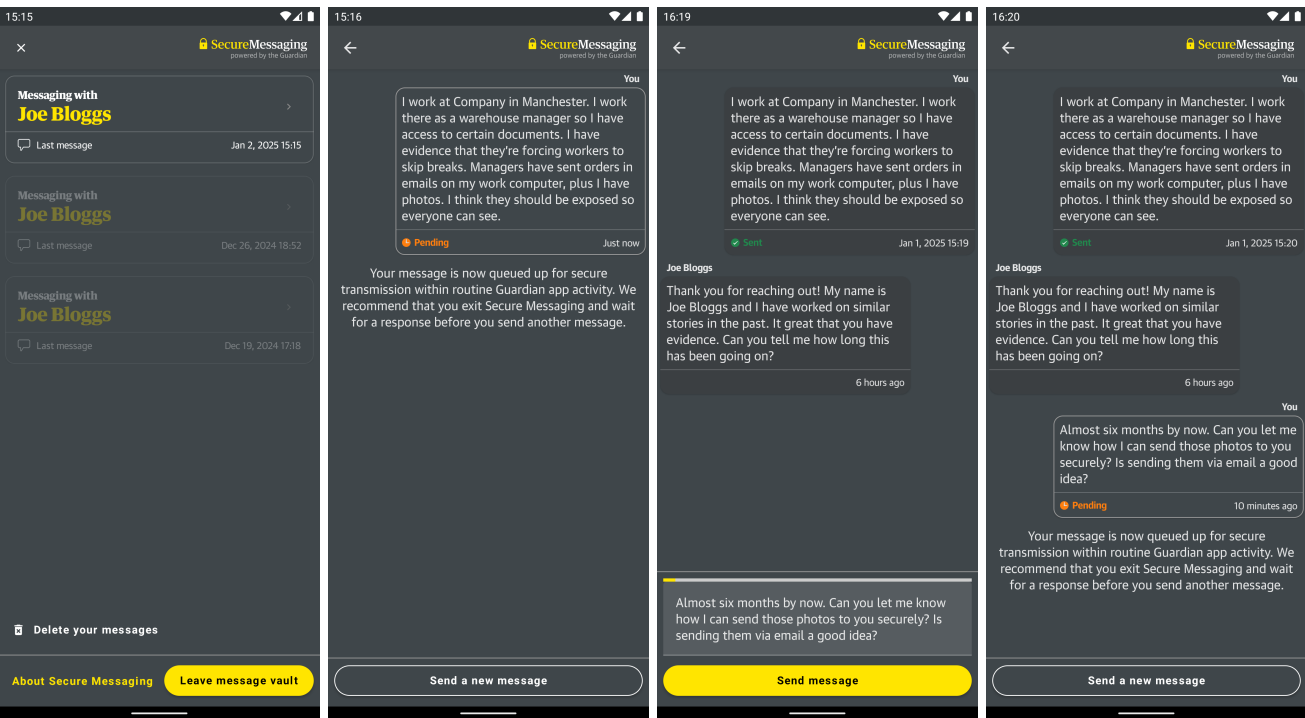 15:15
SecureMessaging
powered by the Guardian
Messaging with
Joe Bloggs
Last message
Jan 2, 2025 15:15
Messaging with
Joe Bloggs
Last message
Dec 26, 2024 18:52
Messaging with
Joe Bloggs
Last message
Dec 19, 2024 17:18
Delete your messages
About Secure Messaging
Leave message vault
15:16
SecureMessaging
powered by the Guardian
You
I work at Company in Manchester. I work
there as a warehouse manager so I have
access to certain documents. I have
evidence that they're forcing workers to
skip breaks. Managers have sent orders in
emails on my work computer, plus I have
photos. I think they should be exposed so
everyone can see.
Pending
Just now
Your message is now queued up for secure
transmission within routine Guardian app activity. We
recommend that you exit Secure Messaging and wait
for a response before you send another message.
Send a new message
16:19
SecureMessaging
powered by the Guardian
You
I work at Company in Manchester. I work
there as a warehouse manager so I have
access to certain documents. I have
evidence that they're forcing workers to
skip breaks. Managers have sent orders in
emails on my work computer, plus I have
photos. I think they should be exposed so
everyone can see.
Sent
Jan 1, 2025 15:19
Joe Bloggs
Thank you for reaching out! My name is
Joe Bloggs and I have worked on similar
stories in the past. It great that you have
evidence. Can you tell me how long this
has been going on?
6 hours ago
Almost six months by now. Can you let me know
how I can send those photos to you securely? Is
sending them via email a good idea?
Send message
16:20
SecureMessaging
powered by the Guardian
You
I work at Company in Manchester. I work
there as a warehouse manager so I have
access to certain documents. I have
evidence that they're forcing workers to
skip breaks. Managers have sent orders in
emails on my work computer, plus I have
photos. I think they should be exposed so
everyone can see.
Sent
Jan 1, 2025 15:20
Joe Bloggs
Thank you for reaching out! My name is
Joe Bloggs and I have worked on similar
stories in the past. It great that you have
evidence. Can you tell me how long this
has been going on?
6 hours ago
You
Almost six months by now. Can you let me
know how I can send those photos to you
securely? Is sending them via email a good
idea?
Pending
10 minutes ago
Your message is now queued up for secure
transmission within routine Guardian app activity. We
recommend that you exit Secure Messaging and wait
for a response before you send another message.
Send a new message